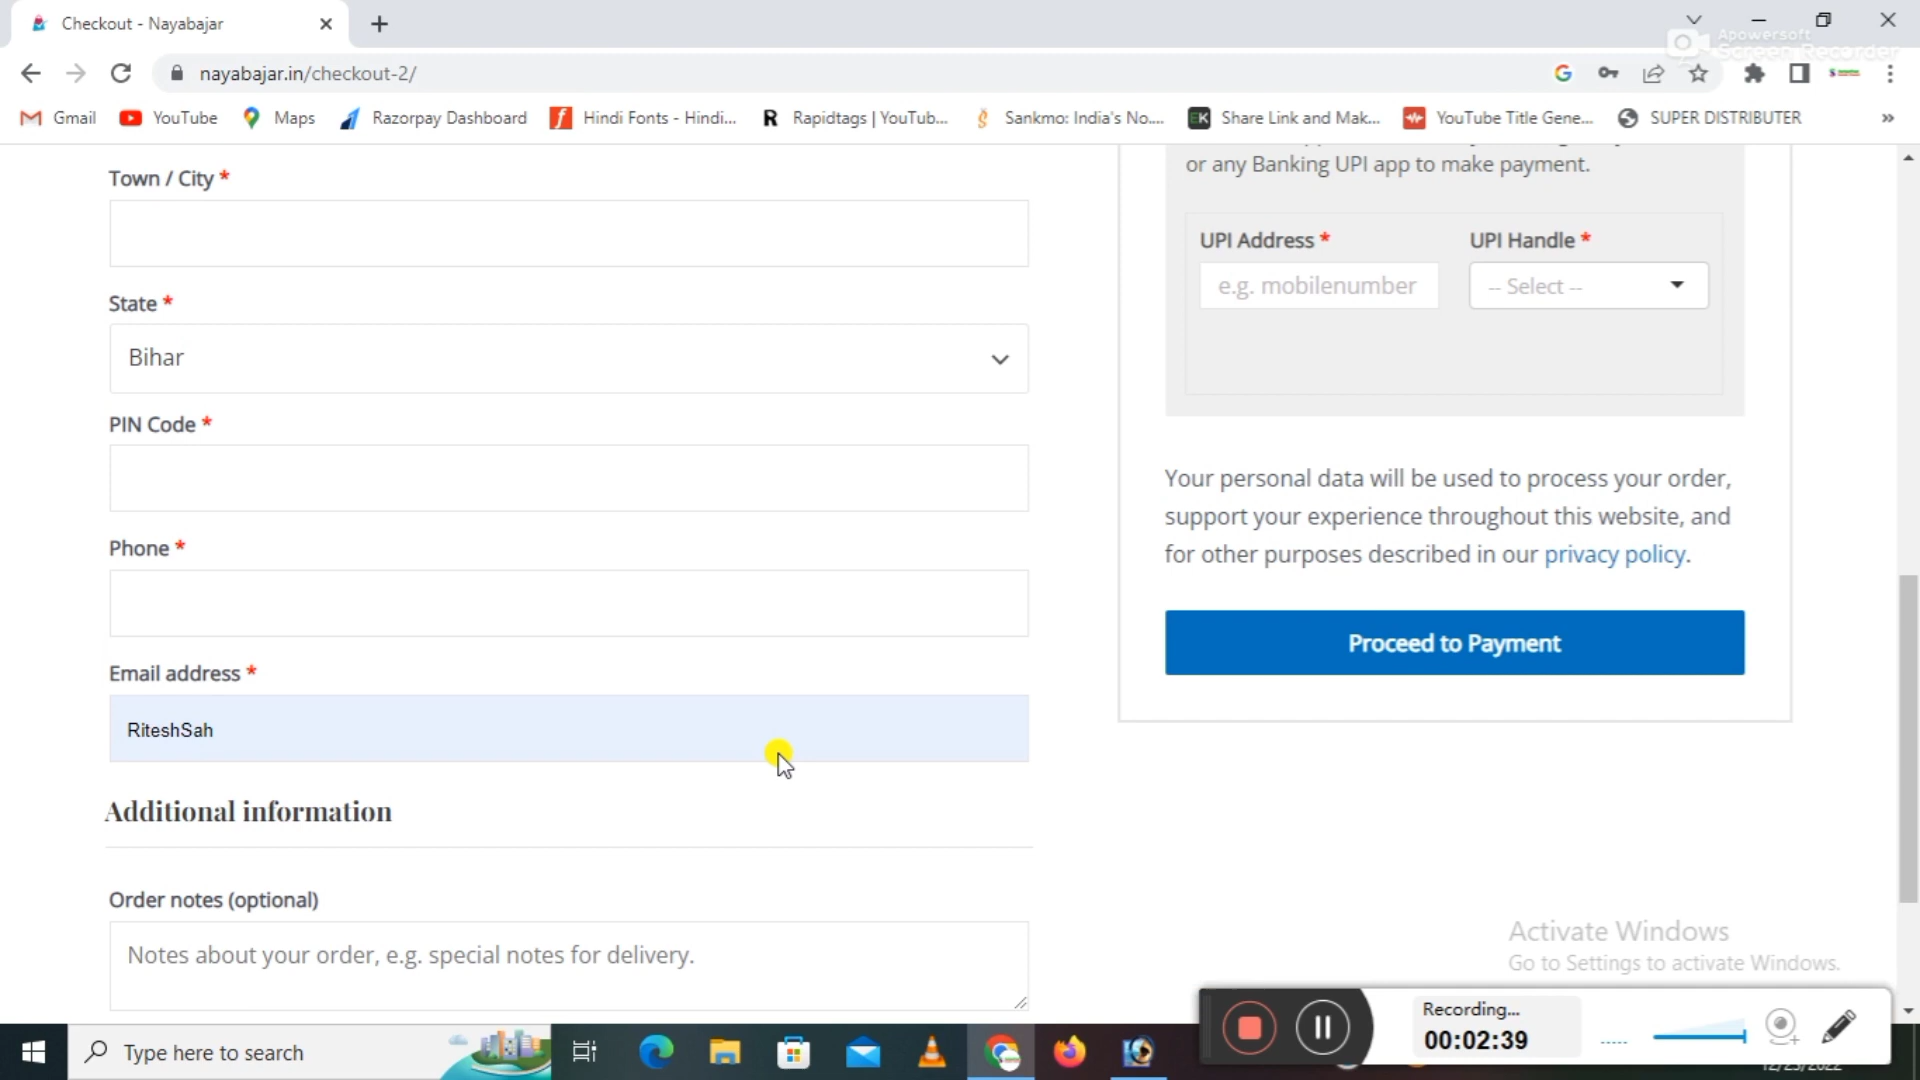 Checkout - Nayabajar
Apowersoft
Screen Recorder
nayabajar.in/checkout-2/
Gmail
YouTube
Maps
Razorpay Dashboard
Hindi Fonts - Hindi...
Rapidtags | YouTub...
Sankmo: India's No....
Share Link and Mak...
YouTube Title Gene...
SUPER DISTRIBUTER
»
Town / City *
State *
Bihar
PIN Code *
Phone *
Email address *
RiteshSah
Additional information
Order notes (optional)
Notes about your order, e.g. special notes for delivery.
or any Banking UPI app to make payment.
UPI Address *
UPI Handle *
e.g. mobilenumber
-- Select --
Your personal data will be used to process your order,
support your experience throughout this website, and
for other purposes described in our privacy policy.
Proceed to Payment
Activate Windows
Go to Settings to activate Windows.
Recording...
00:02:39
Type here to search